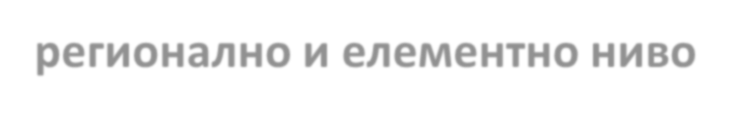 регионално и елементно ниво